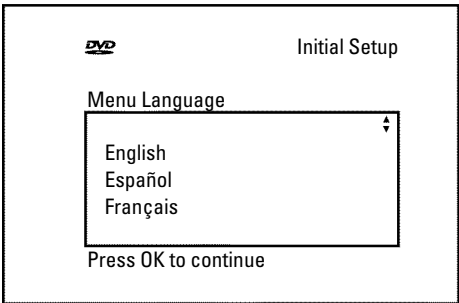 DVD
Initial Setup
Menu Language
English
Español
Français
Press OK to continue